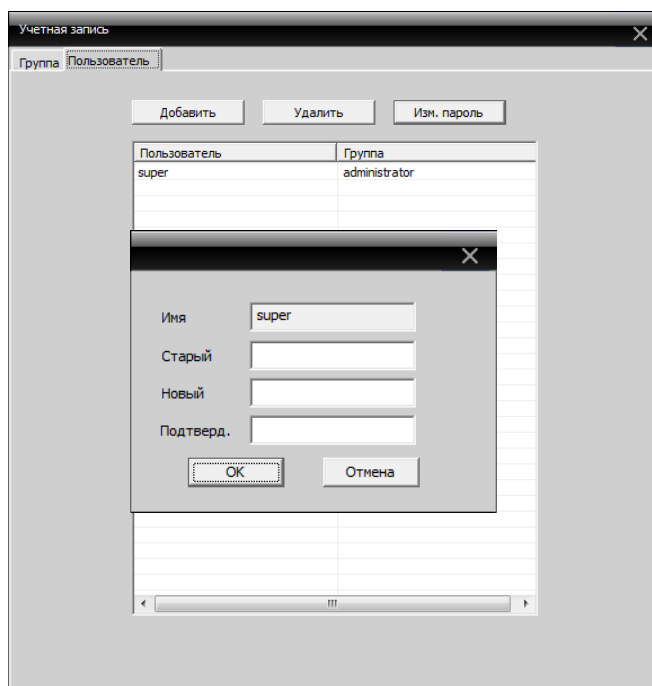 Учетная запись
Группа Пользователь
Добавить Удалить Изм. пароль
Пользователь Группа
super administrator
Имя super
Старый
Новый
Подтверд.
OK Отмена